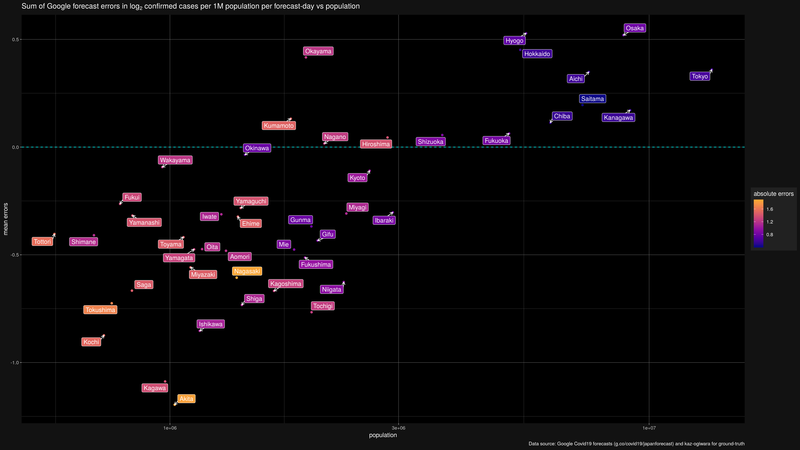 Sum of Google forecast errors in log2 confirmed cases per 1M population per forecast-day vs population
Osaka
Hyogo
Okayama
Hokkaido
0.5
Tokyo
Aichi
Saitama
Chiba
Kanagawa
Kumamoto
Nagano
Hiroshima
Shizuoka
Fukuoka
0.0
Okinawa
Wakayama
Kyoto
absolute errors
Fukui
Yamaguchi
Miyagi
1.6
Iwate
Gunma
Ibaraki
Yamanashi
Ehime
1.2
mean errors
Gifu
0.8
Tottori
Shimane
Toyama
Oita
Mie
-0.5
Yamagata
Aomori
Fukushima
Miyazaki
Nagasaki
Saga
Kagoshima
Niigata
Shiga
Tochigi
Tokushima
Ishikawa
Kochi
-1.0
Kagawa
Akita
1e+06
3e+06
1e+07
population
Data source: Google Covid19 forecasts (g.co/covid19/japanforecast) and kaz-ogiwara for ground-truth